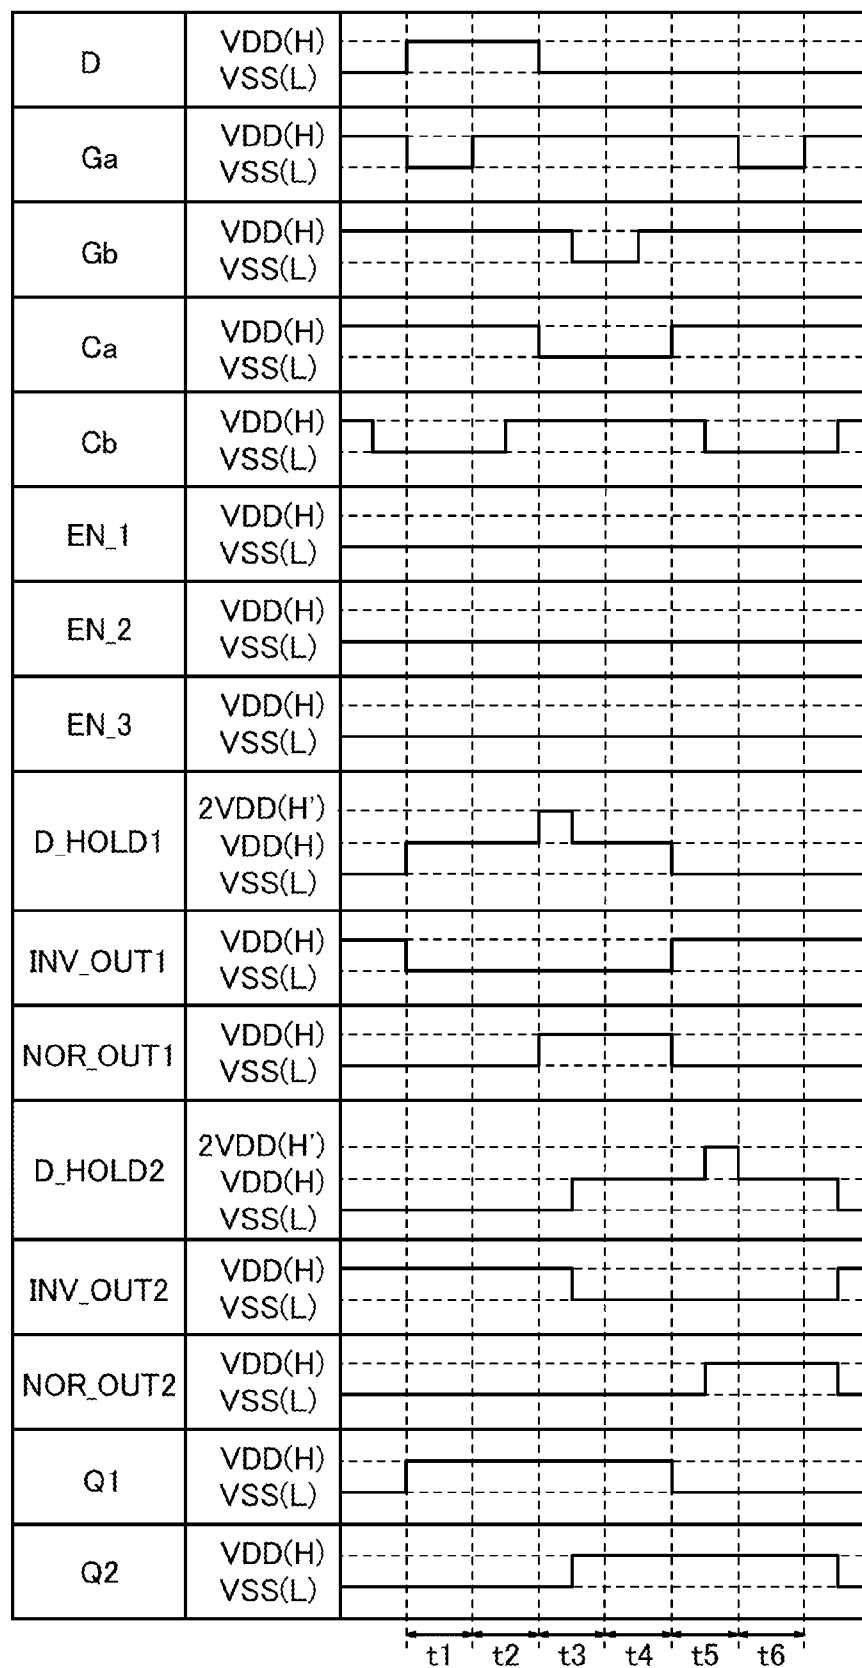 D VDD(H)
VSS(L)
Ga VDD(H)
VSS(L)
Gb VDD(H)
VSS(L)
Ca VDD(H)
VSS(L)
Cb VDD(H)
VSS(L)
EN_1 VDD(H)
VSS(L)
EN_2 VDD(H)
VSS(L)
EN_3 VDD(H)
VSS(L)
D_HOLD1 2VDD(H')
VDD(H)
VSS(L)
INV_OUT1 VDD(H)
VSS(L)
NOR_OUT1 VDD(H)
VSS(L)
D_HOLD2 2VDD(H')
VDD(H)
VSS(L)
INV_OUT2 VDD(H)
VSS(L)
NOR_OUT2 VDD(H)
VSS(L)
Q1 VDD(H)
VSS(L)
Q2 VDD(H)
VSS(L)
t1 t2 t3 t4 t5 t6